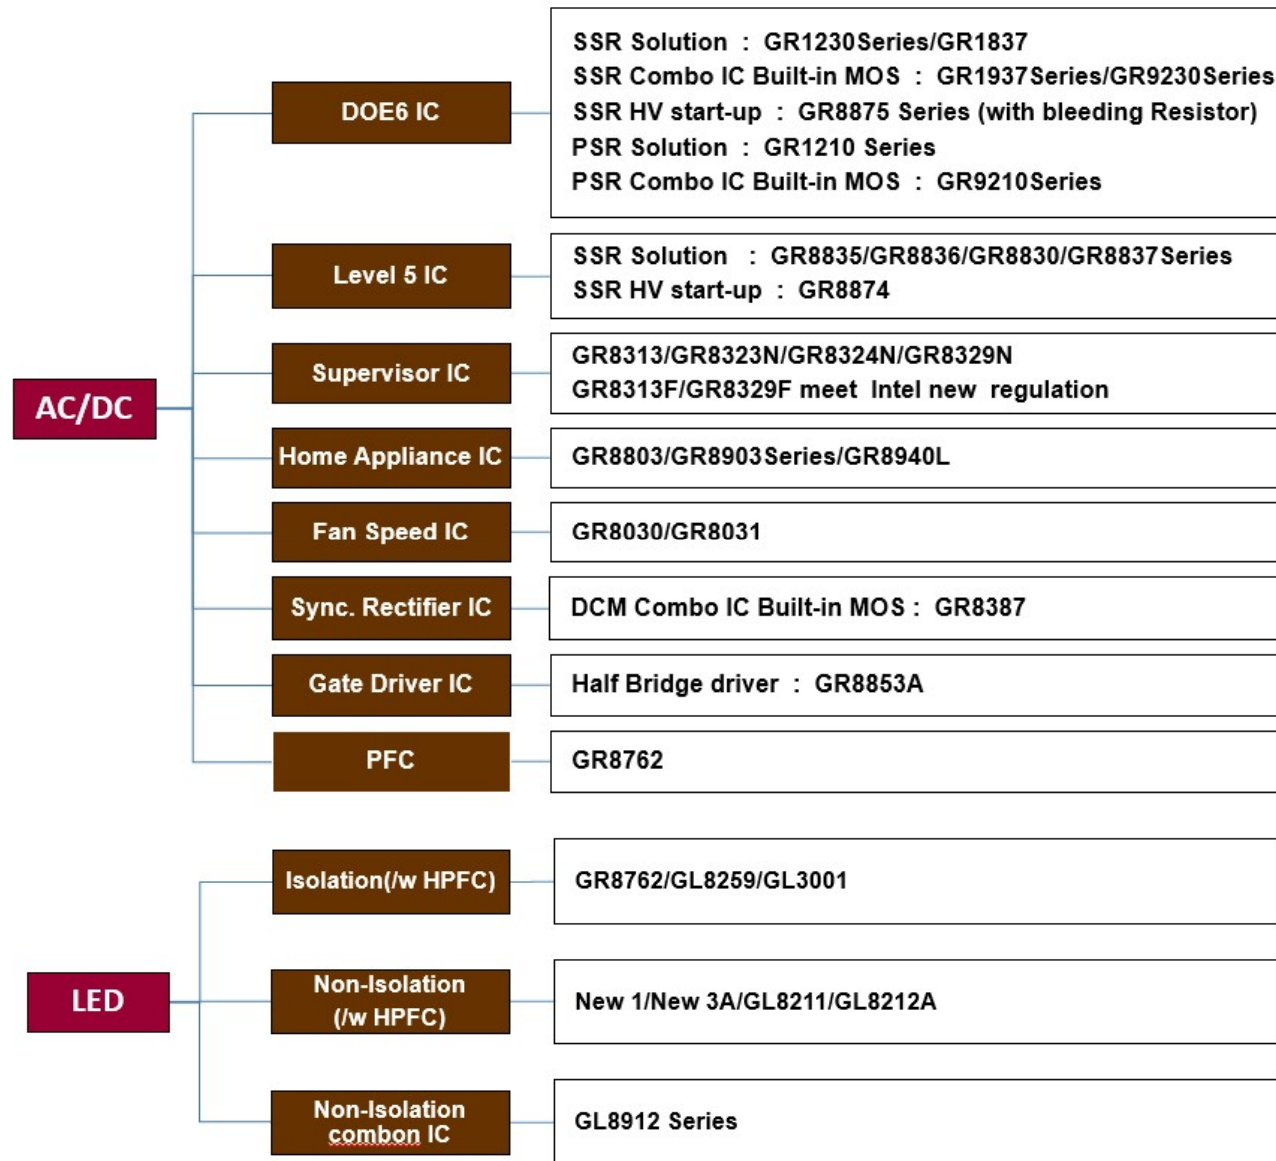 AC/DC
DOE6 IC
SSR Solution : GR1230Series/GR1837
SSR Combo IC Built-in MOS : GR1937Series/GR9230Series
SSR HV start-up : GR8875 Series (with bleeding Resistor)
PSR Solution : GR1210 Series
PSR Combo IC Built-in MOS : GR9210Series
Level 5 IC
SSR Solution : GR8835/GR8836/GR8830/GR8837Series
SSR HV start-up : GR8874
Supervisor IC
GR8313/GR8323N/GR8324N/GR8329N
GR8313F/GR8329F meet Intel new regulation
Home Appliance IC
GR8803/GR8903Series/GR8940L
Fan Speed IC
GR8030/GR8031
Sync. Rectifier IC
DCM Combo IC Built-in MOS : GR8387
Gate Driver IC
Half Bridge driver : GR8853A
PFC
GR8762
LED
Isolation(/w HPFC)
GR8762/GL8259/GL3001
Non-Isolation
(/w HPFC)
New 1/New 3A/GL8211/GL8212A
Non-Isolation
combon IC
GL8912 Series